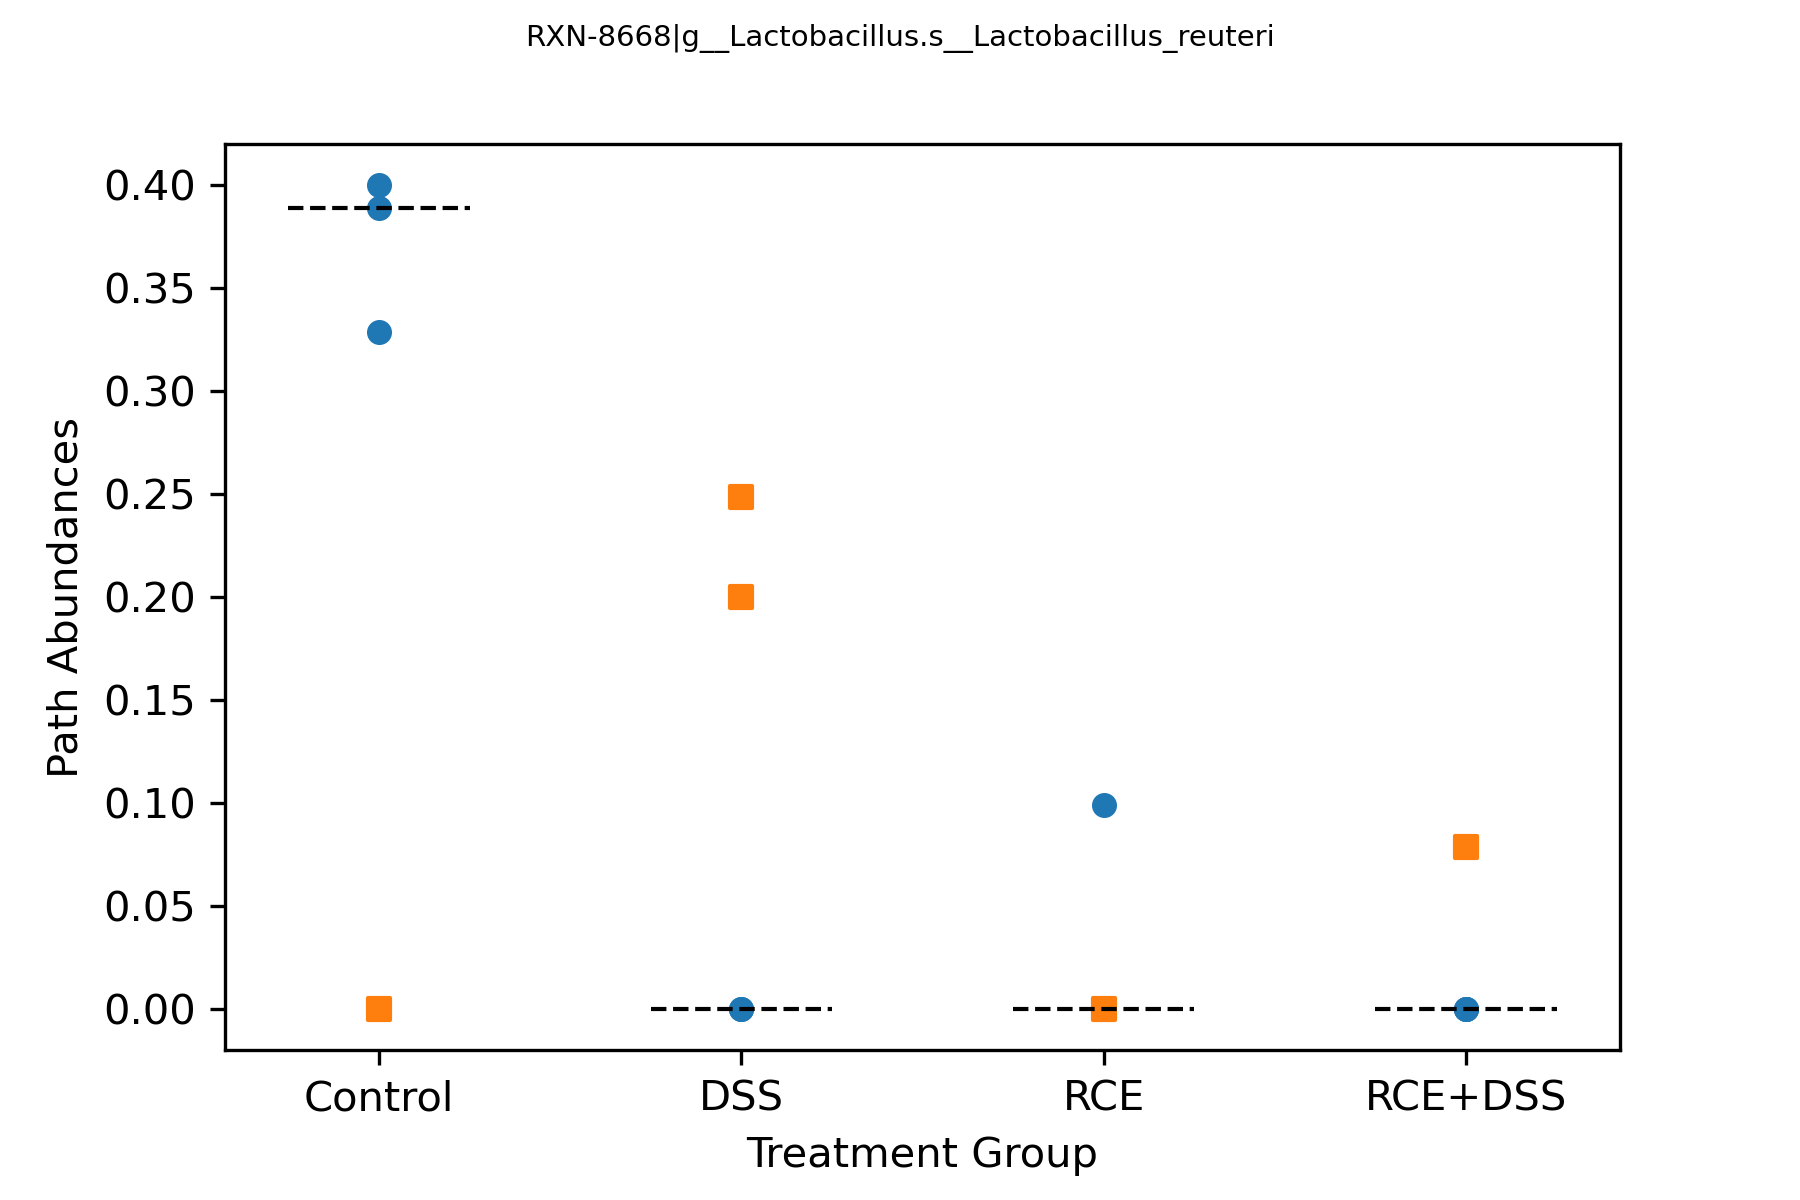 RXN-8668|g__Lactobacillus.s__Lactobacillus_reuteri
0.40
0.35
0.30
0.25
0.20
0.15
0.10
0.05
0.00
Path Abundances
Control DSS RCE RCE+DSS
Treatment Group